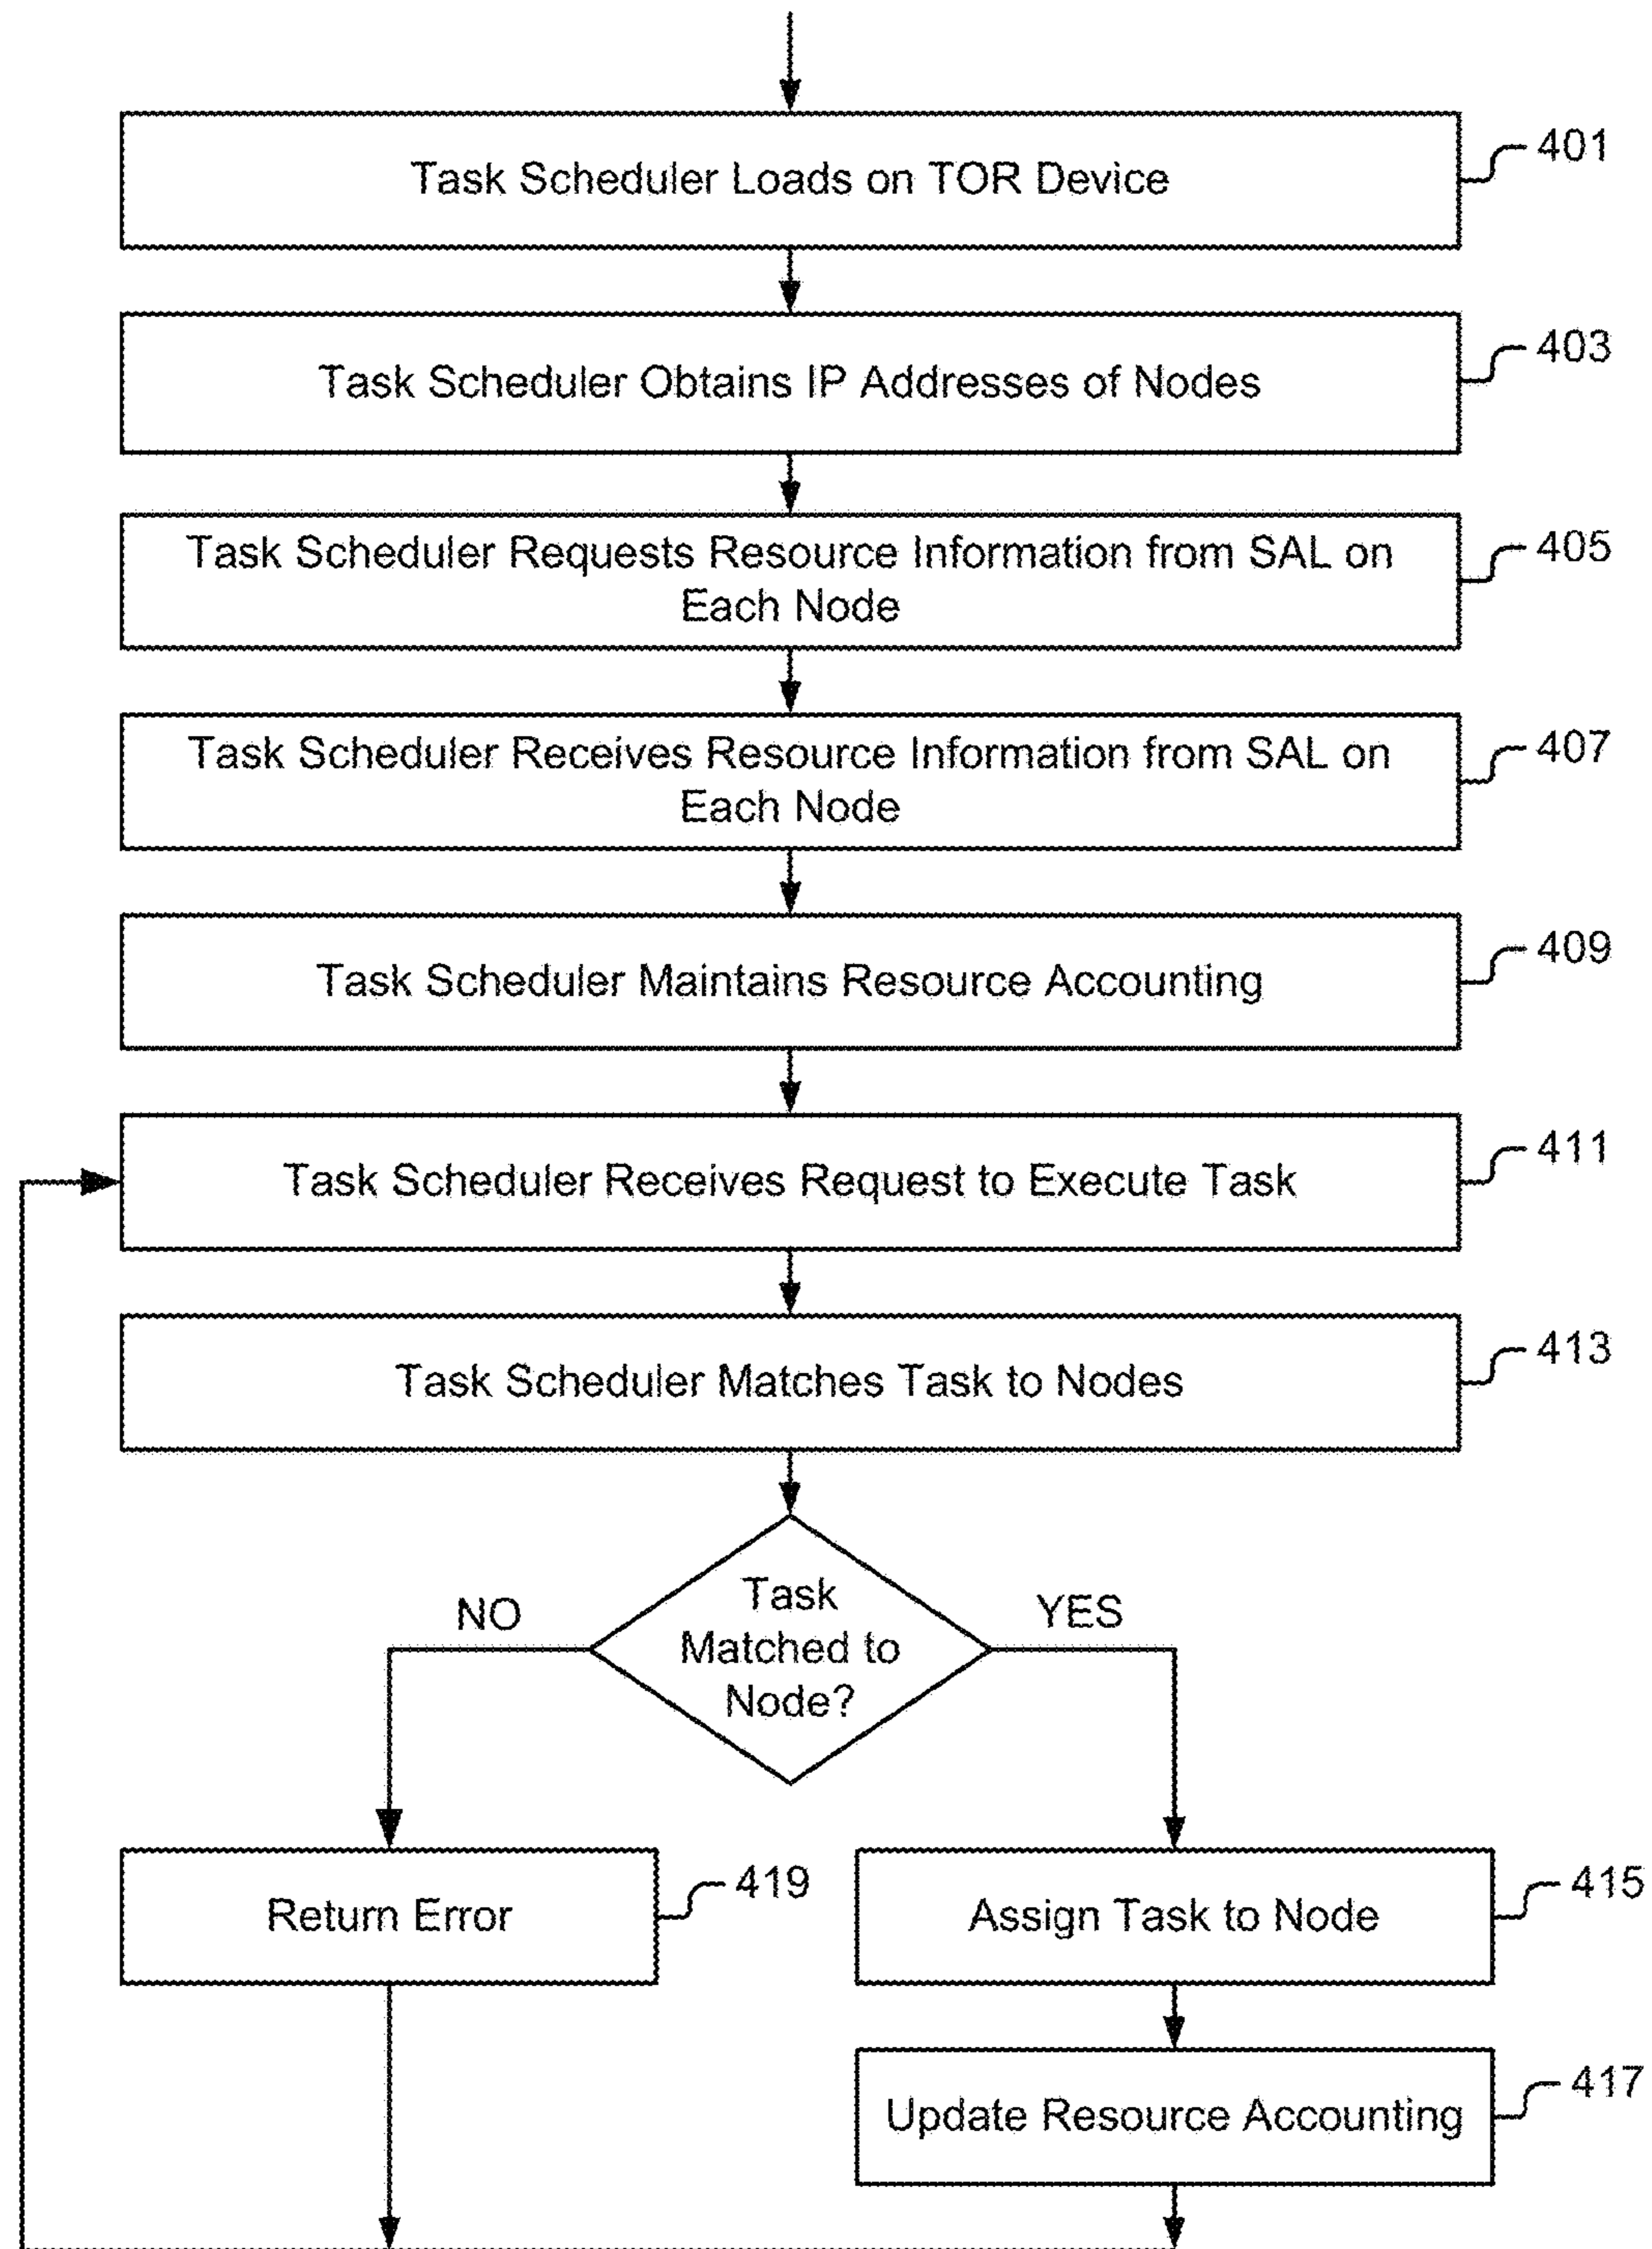 Task Scheduler Loads on TOR Device
401
Task Scheduler Obtains IP Addresses of Nodes
403
Task Scheduler Requests Resource Information from SAL on
Each Node
405
Task Scheduler Receives Resource Information from SAL on
Each Node
407
Task Scheduler Maintains Resource Accounting
409
Task Scheduler Receives Request to Execute Task
411
Task Scheduler Matches Task to Nodes
413
Task
Matched to
Node?
NO
YES
Return Error
419
Assign Task to Node
415
Update Resource Accounting
417